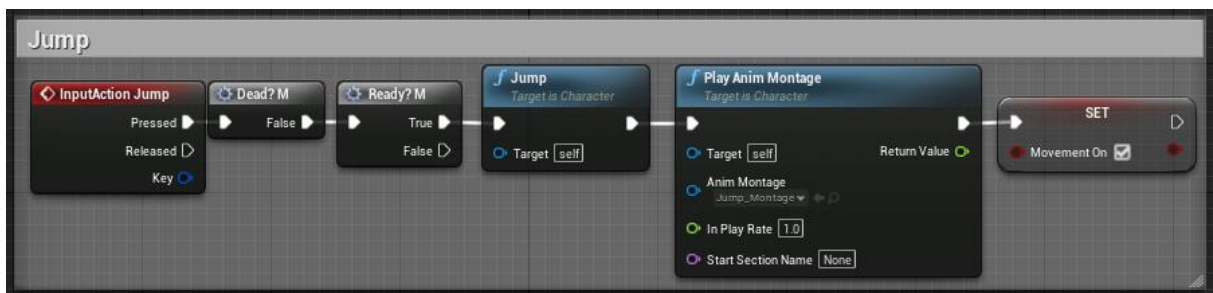 Jump
InputAction Jump
Pressed
Released
Key
Dead? M
False
Ready? M
True
False
f Jump
Target is Character
Target self
f Play Anim Montage
Target is Character
Target self
Return Value
Anim Montage
Jump_Montage
In Play Rate 1.0
Start Section Name None
SET
Movement On